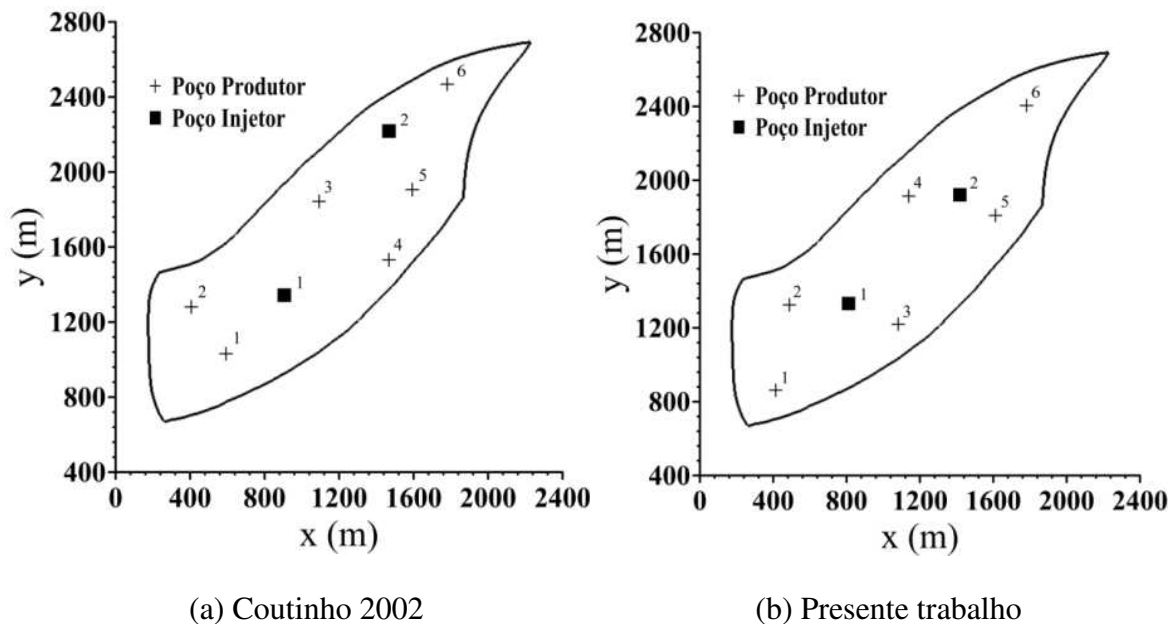 2800
2400
2000
1600
1200
800
400
y (m)
+ Poço Produtor
■ Poço Injetor
6
2
3
5
4
2
1
1
0 400 800 1200 1600 2000 2400
x (m)
(a) Coutinho 2002
2800
2400
2000
1600
1200
800
400
y (m)
+ Poço Produtor
■ Poço Injetor
6
4
2
5
2
1
3
1
0 400 800 1200 1600 2000 2400
x (m)
(b) Presente trabalho